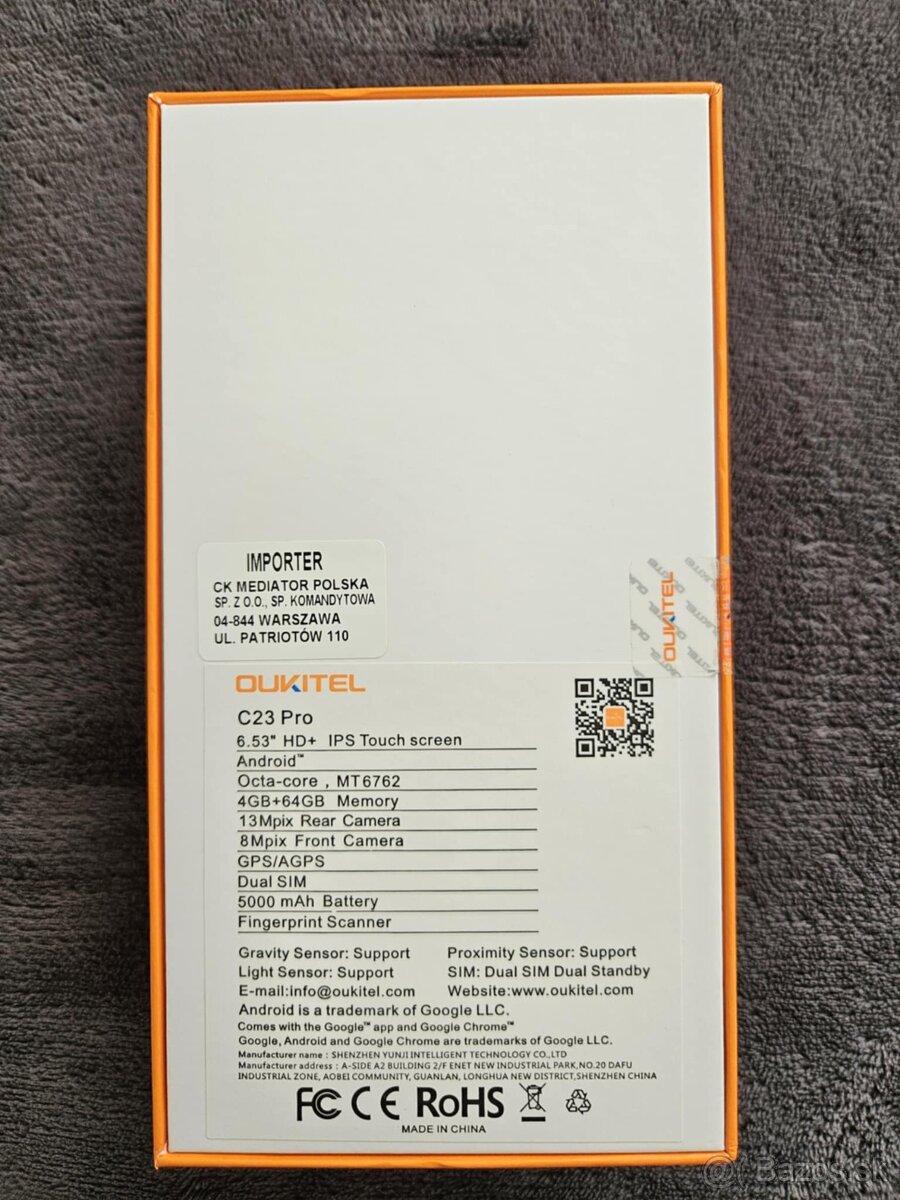 IMPORTER
CK MEDIATOR POLSKA
SP. Z O.O., SP. KOMANDYTOWA
04-844 WARSZAWA
UL. PATRIOTÓW 110
OUKITEL
OUKITEL
C23 Pro
6.53" HD+ IPS Touch screen
Android™
Octa-core , MT6762
4GB+64GB Memory
13Mpix Rear Camera
8Mpix Front Camera
GPS/AGPS
Dual SIM
5000 mAh Battery
Fingerprint Scanner
Gravity Sensor: Support Proximity Sensor: Support
Light Sensor: Support SIM: Dual SIM Dual Standby
E-mail:info@oukitel.com Website:www.oukitel.com
Android is a trademark of Google LLC.
Comes with the Google™ app and Google Chrome™
Google, Android and Google Chrome are trademarks of Google LLC.
Manufacturer name : SHENZHEN YUNJI INTELLIGENT TECHNOLOGY CO.,LTD
Manufacturer address : A-SIDE A2 BUILDING 2/F ENET NEW INDUSTRIAL PARK,NO.20 DAFU
INDUSTRIAL ZONE, AOBEI COMMUNITY, GUANLAN, LONGHUA NEW DISTRICT,SHENZHEN CHINA
FC CE RoHS
MADE IN CHINA
@ Bazos.sk